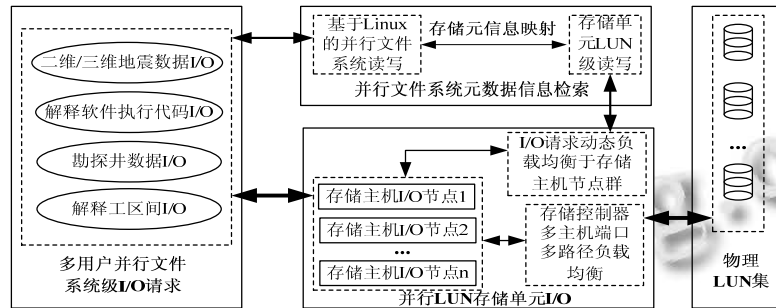 二维/三维地震数据I/O
解释软件执行代码I/O
勘探井数据I/O
解释工区间I/O
多用户并行文件
系统级I/O请求
基于Linux
的并行文件
系统读写
存储元信息映射
存储单
元LUN
级读写
并行文件系统元数据信息检索
I/O请求动态负
载均衡于存储
主机节点群
存储主机I/O节点1
存储主机I/O节点2
...
存储主机I/O节点n
存储控制器
多主机端口
多路径负载
均衡
并行LUN存储单元I/O
...
物理
LUN集